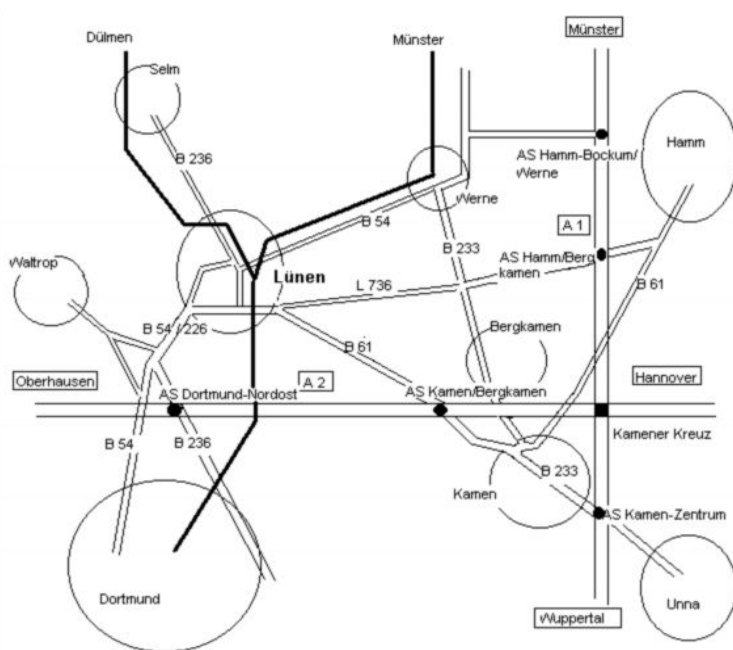 Dülmen
Münster
Münster
Selm
B 236
AS Hamm-Bockum/
Werne
Hamm
Werne
B 54
A 1
B 233
AS Hamm/Berg
kamen
Waltrop
Lünen
L 736
B 61
B 54 / 226
B 61
Bergkamen
Oberhausen
A 2
Hannover
AS Dortmund-Nordost
AS Kamen/Bergkamen
Kamener Kreuz
B 54
B 236
B 233
Kamen
AS Kamen-Zentrum
Dortmund
Unna
Wuppertal